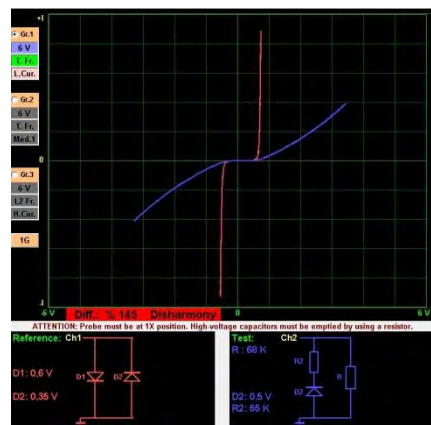 +I
Gr.1
6 V
T. Fr.
L.Cur.
Gr.2
6 V
T. Fr.
Med.1
0
Gr.3
6 V
L2 Fr.
H.Cur.
1G
-I
-6 V
Diff.: % 145 Disharmony
0
6 V
ATTENTION: Probe must be at 1X position. High-voltage capacitors must be emptied by using a resistor.
Reference: Ch1
D1: 0,6 V
D2: 0,35 V
D1
D2
Test: Ch2
R : 68 K
D2: 0,5 V
R2: 55 K
R2
D2
R